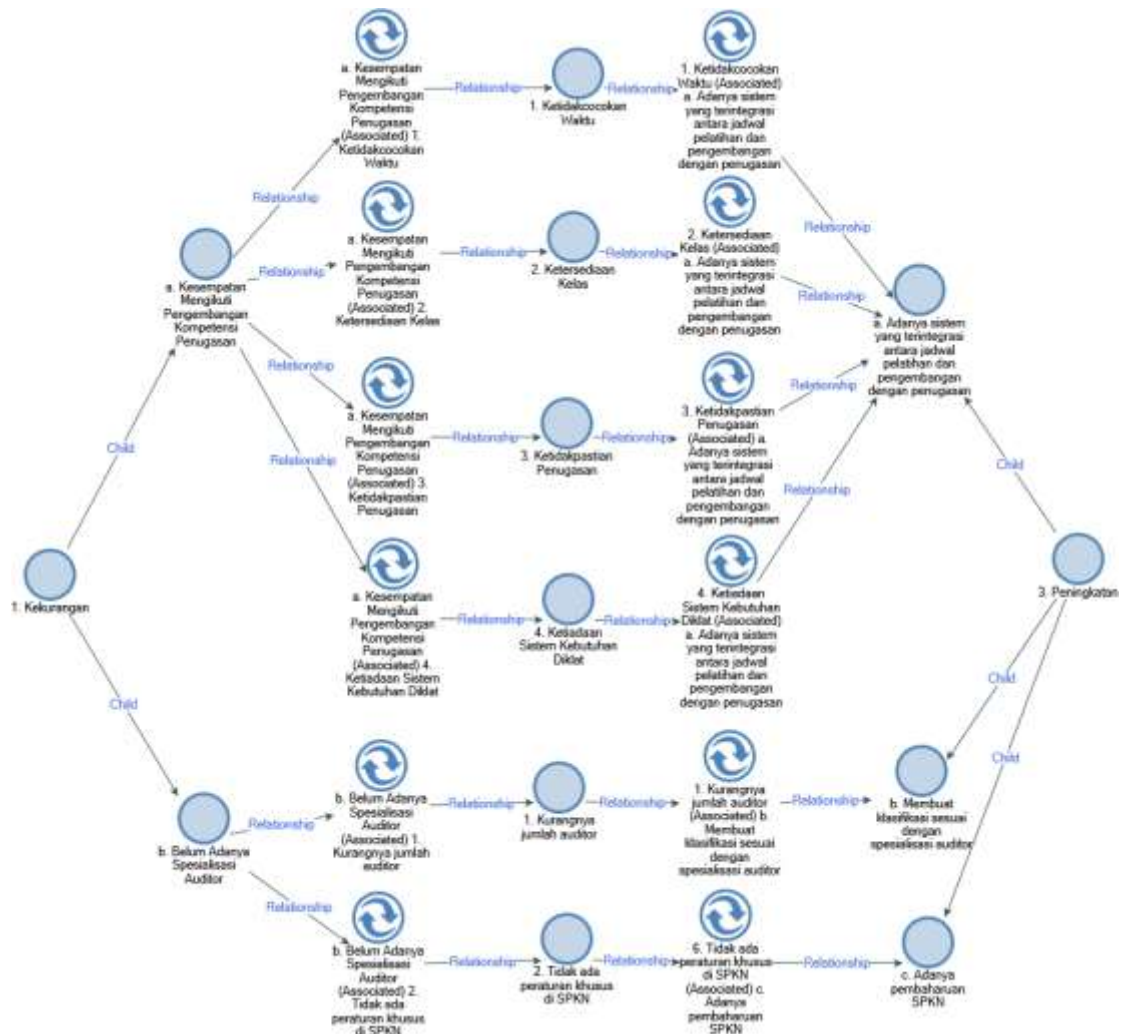 a. Kesempatan
Mengikuti
Pengembangan
Kompetensi
Penugasan
(Associated) 1.
Ketidakcocokan
Waktu
Relationship
1. Ketidakcocokan
Waktu
Relationship
1. Ketidakcocokan
Waktu (Associated)
a. Adanya sistem
yang terintegrasi
antara jadwal
pelatihan dan
pengembangan
dengan penugasan
Relationship
Relationship
a. Kesempatan
Mengikuti
Pengembangan
Kompetensi
Penugasan
Relationship
a. Kesempatan
Mengikuti
Pengembangan
Kompetensi
Penugasan
(Associated) 2.
Ketersediaan Kelas
Relationship
2. Ketersediaan
Kelas
Relationship
2. Ketersediaan
Kelas (Associated)
a. Adanya sistem
yang terintegrasi
antara jadwal
pelatihan dan
pengembangan
dengan penugasan
Relationship
a. Adanya sistem
yang terintegrasi
antara jadwal
pelatihan dan
pengembangan
dengan penugasan
Relationship
a. Kesempatan
Mengikuti
Pengembangan
Kompetensi
Penugasan
(Associated) 3.
Ketidakpastian
Penugasan
Relationship
3. Ketidakpastian
Penugasan
Relationship
3. Ketidakpastian
Penugasan
(Associated) a.
Adanya sistem
yang terintegrasi
antara jadwal
pelatihan dan
pengembangan
dengan penugasan
Relationship
Child
Relationship
Relationship
Child
1. Kekurangan
a. Kesempatan
Mengikuti
Pengembangan
Kompetensi
Penugasan
(Associated) 4.
Ketiadaan Sistem
Kebutuhan Diklat
Relationship
4. Ketiadaan
Sistem Kebutuhan
Diklat
Relationship
4. Ketiadaan
Sistem Kebutuhan
Diklat (Associated)
a. Adanya sistem
yang terintegrasi
antara jadwal
pelatihan dan
pengembangan
dengan penugasan
3. Peningkatan
Child
Child
Child
b. Belum Adanya
Spesialisasi
Auditor
Relationship
b. Belum Adanya
Spesialisasi
Auditor
(Associated) 1.
Kurangnya jumlah
auditor
Relationship
1. Kurangnya
jumlah auditor
Relationship
1. Kurangnya
jumlah auditor
(Associated) b.
Membuat
klasifikasi sesuai
dengan
spesialisasi auditor
Relationship
b. Membuat
klasifikasi sesuai
dengan
spesialisasi auditor
Relationship
b. Belum Adanya
Spesialisasi
Auditor
(Associated) 2.
Tidak ada
peraturan khusus
di SPKN
Relationship
2. Tidak ada
peraturan khusus
di SPKN
Relationship
6. Tidak ada
peraturan khusus
di SPKN
(Associated) c.
Adanya
pembaharuan
SPKN
Relationship
c. Adanya
pembaharuan
SPKN